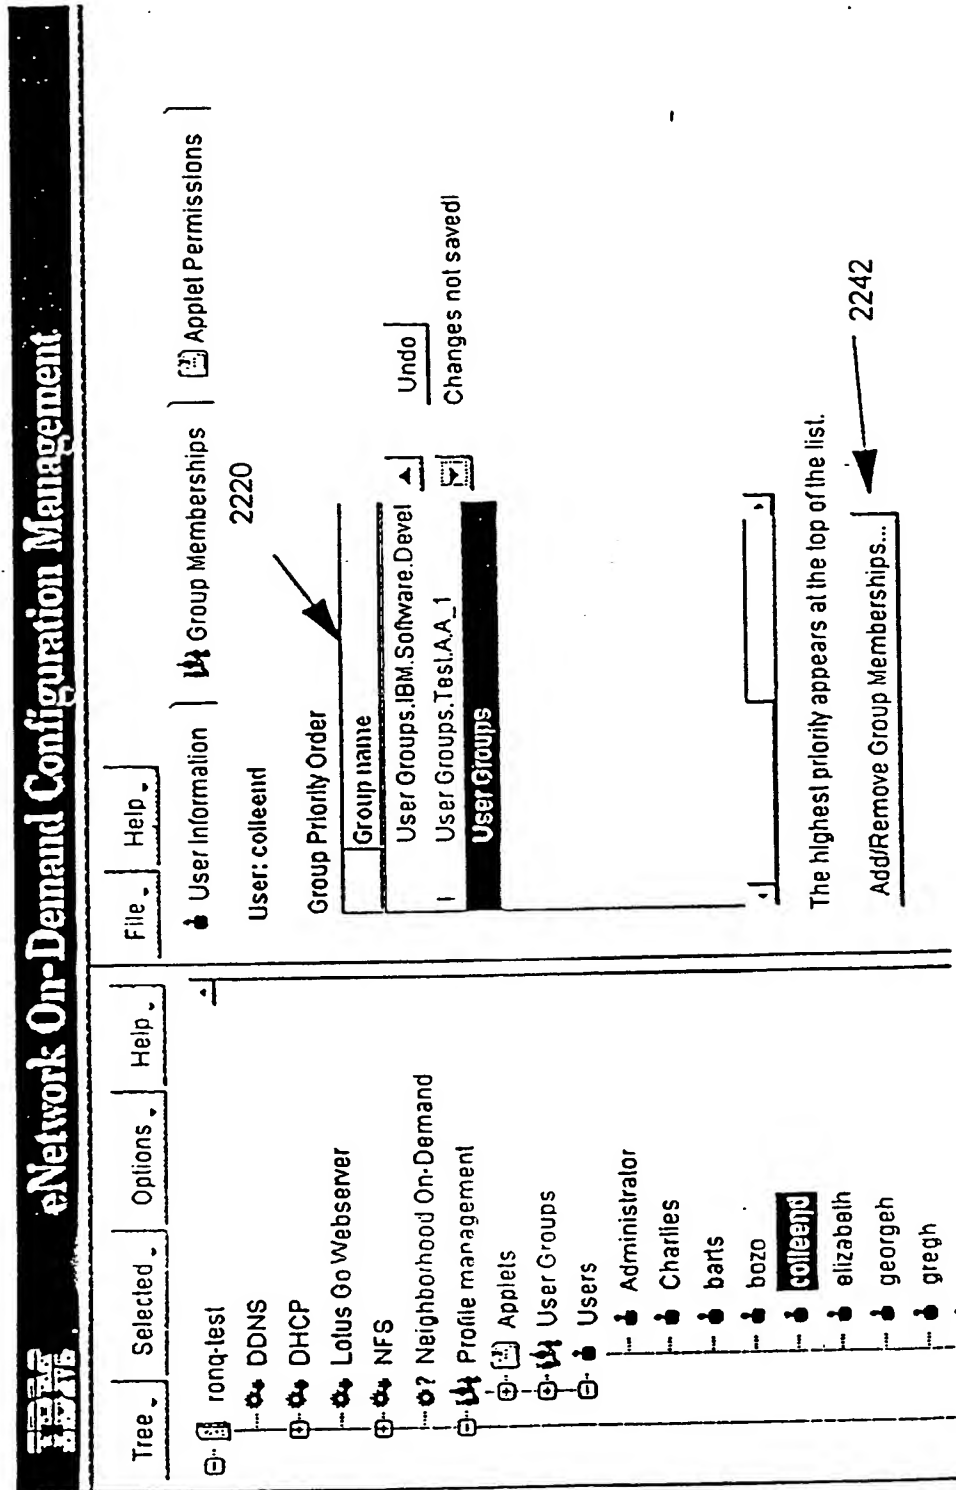 IBM eNetwork On-Demand Configuration Management
Tree Selected Options Help
ronq-test
DDNS
DHCP
Lotus Go Webserver
NFS
? Neighborhood On-Demand
Profile management
Applets
User Groups
Users
Administrator
Charlies
barts
bozo
colleend
elizabeth
georgeh
gregh
File Help
User Information Group Memberships Applet Permissions
User: colleend
2220
Group Priority Order
Group name
User Groups.IBM.Software.Devel
User Groups.Test.A.A_1
User Groups
Undo
Changes not saved!
The highest priority appears at the top of the list.
Add/Remove Group Memberships...
2242